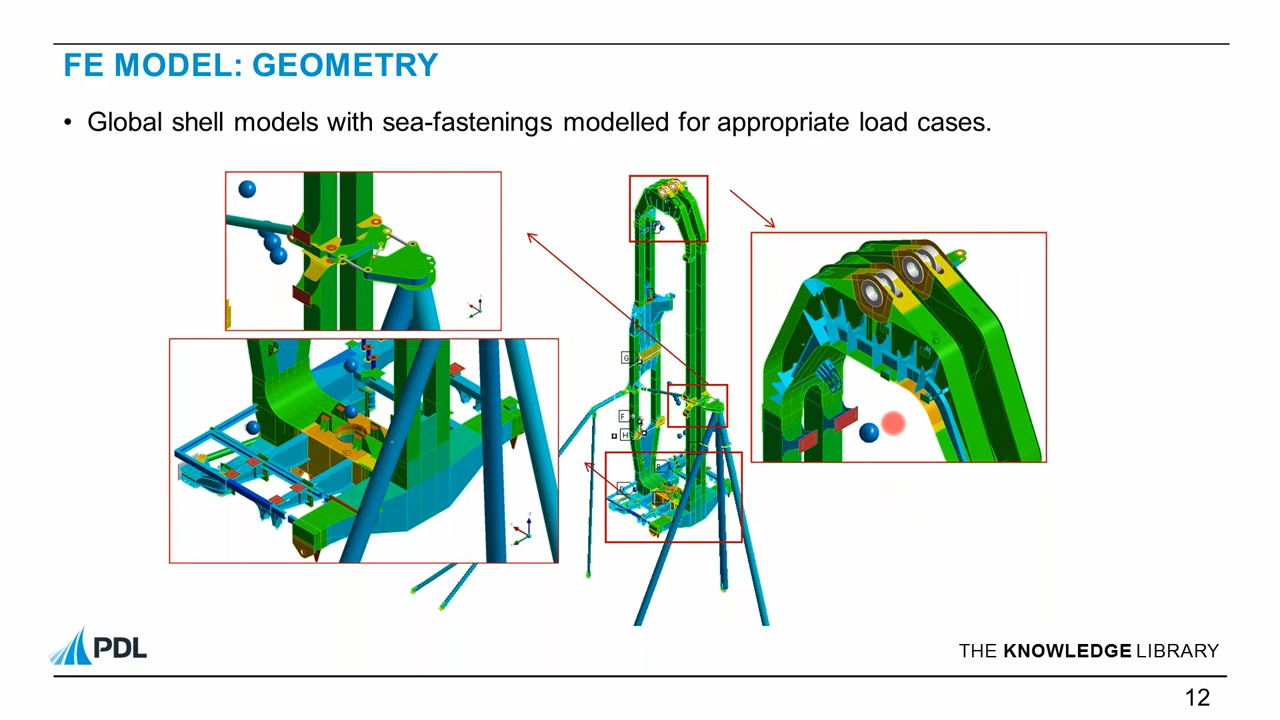 FE MODEL: GEOMETRY
• Global shell models with sea-fastenings modelled for appropriate load cases.
G
F
H
B
PDL
THE KNOWLEDGE LIBRARY
12